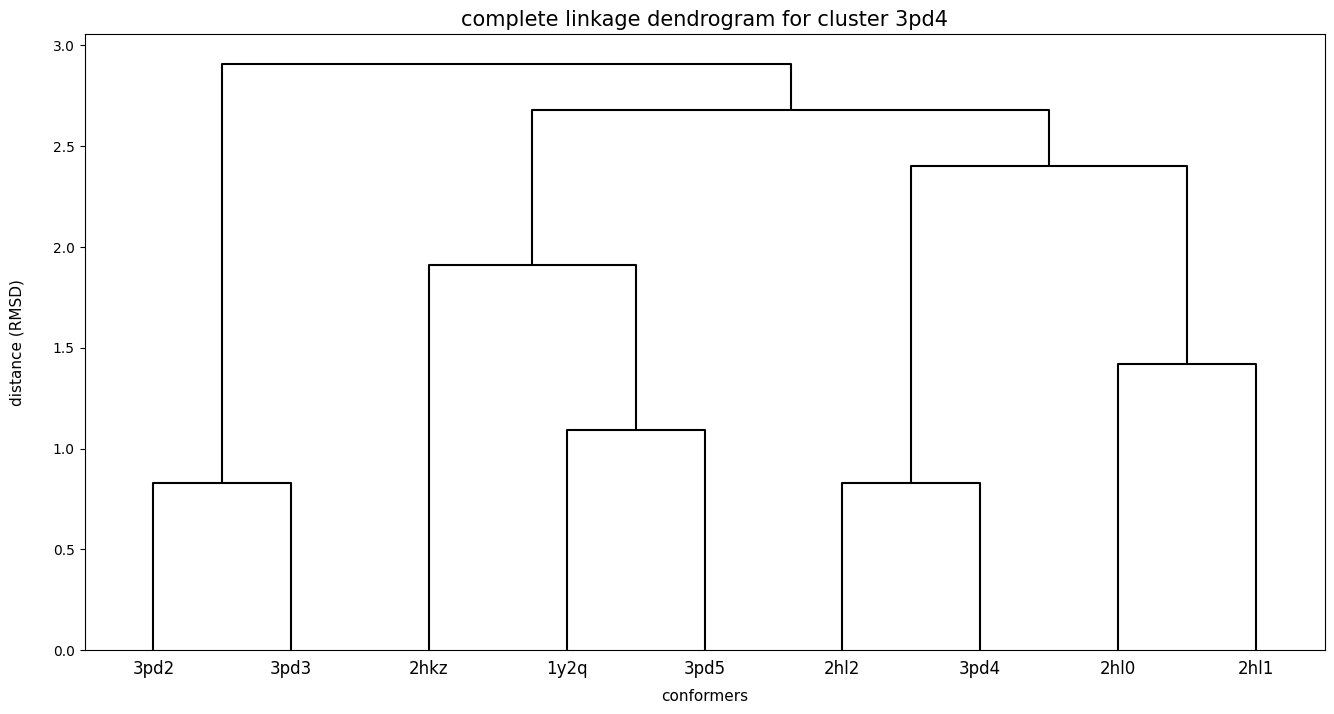 complete linkage dendrogram for cluster 3pd4
3.0
2.5
2.0
1.5
1.0
0.5
0.0
distance (RMSD)
3pd2 3pd3 2hkz 1y2q 3pd5 2hl2 3pd4 2hl0 2hl1
conformers